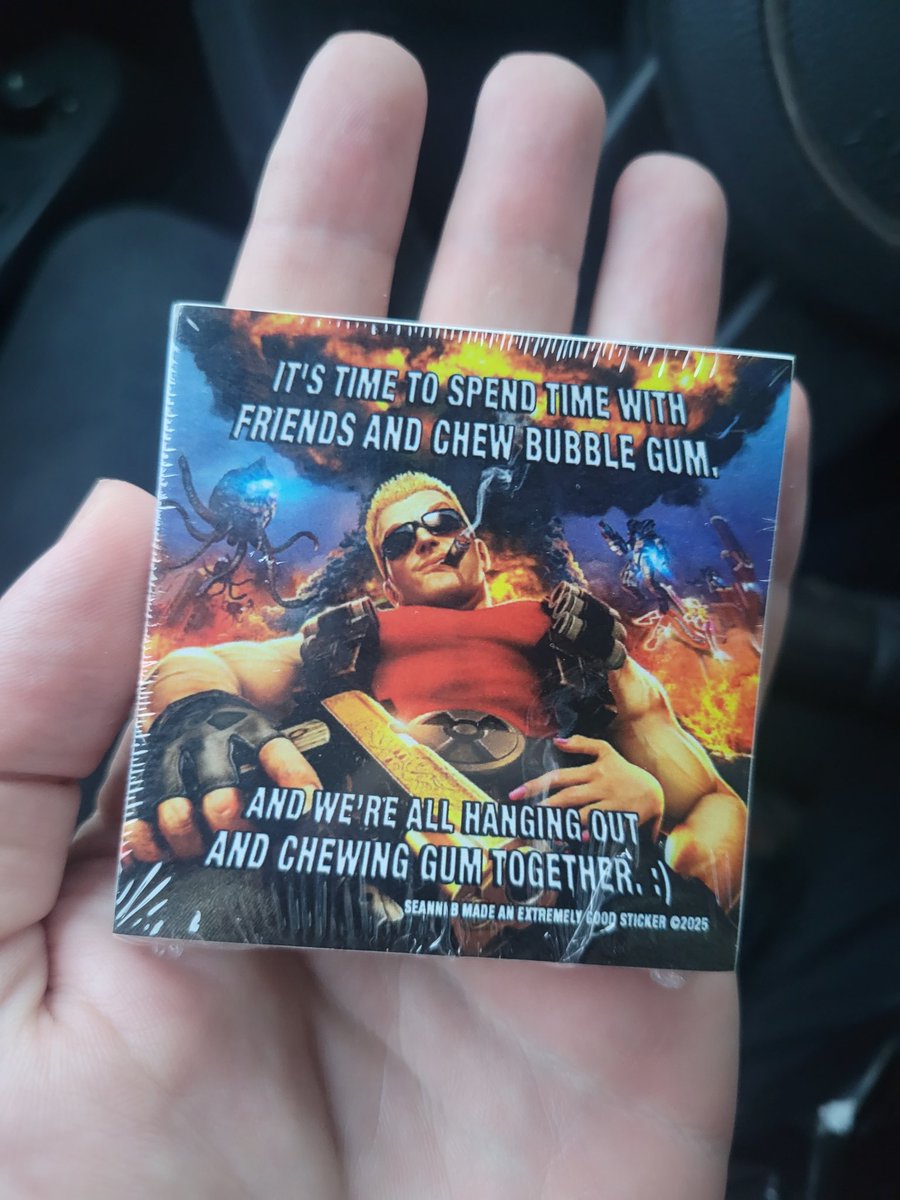 IT'S TIME TO SPEND TIME WITH
FRIENDS AND CHEW BUBBLE GUM.
AND WE'RE ALL HANGING OUT
AND CHEWING GUM TOGETHER. :)
SEANNI B MADE AN EXTREMELY GOOD STICKER ©2025